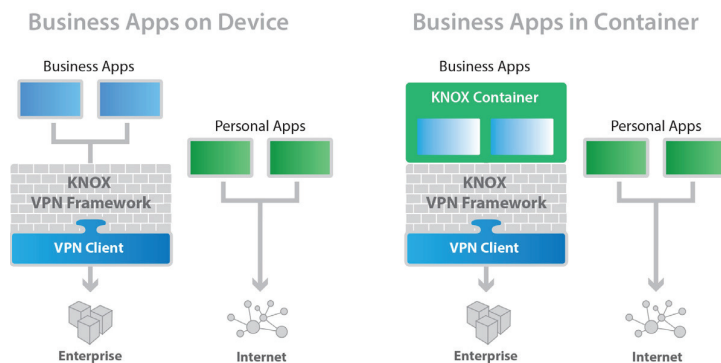 Business Apps on Device
Business Apps
Personal Apps
KNOX
VPN Framework
VPN Client
Enterprise
Internet
Business Apps in Container
Business Apps
KNOX Container
Personal Apps
KNOX
VPN Framework
VPN Client
Enterprise
Internet